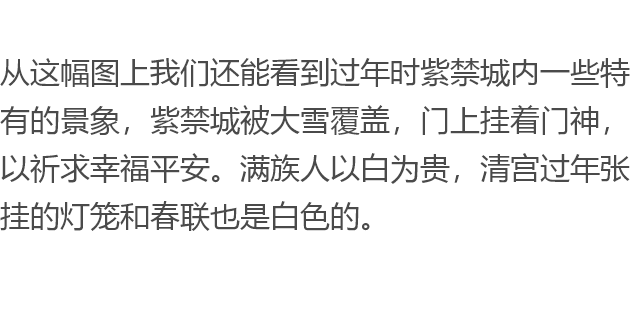 从这幅图上我们还能看到过年时紫禁城内一些特
有的景象，紫禁城被大雪覆盖，门上挂着门神，
以祈求幸福平安。满族人以白为贵，清宫过年张
挂的灯笼和春联也是白色的。